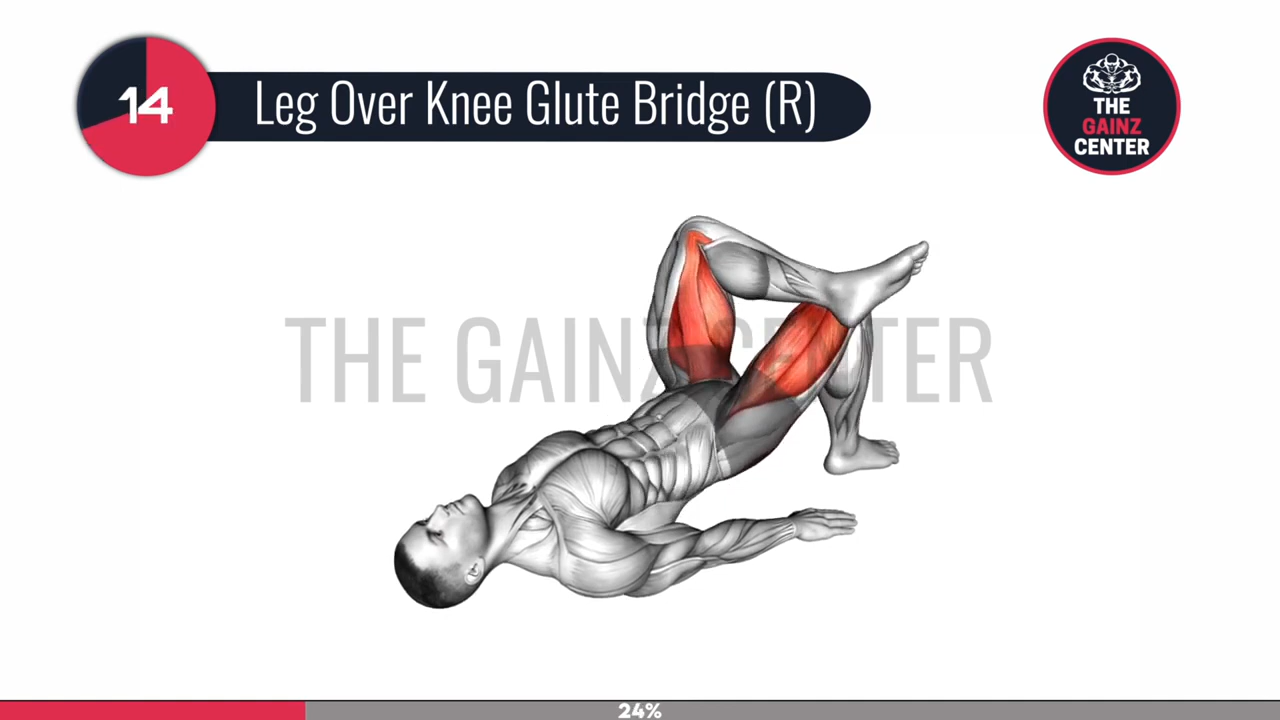 14
Leg Over Knee Glute Bridge (R)
THE
GAINZ
CENTER
THE GAINZ CENTER
24%